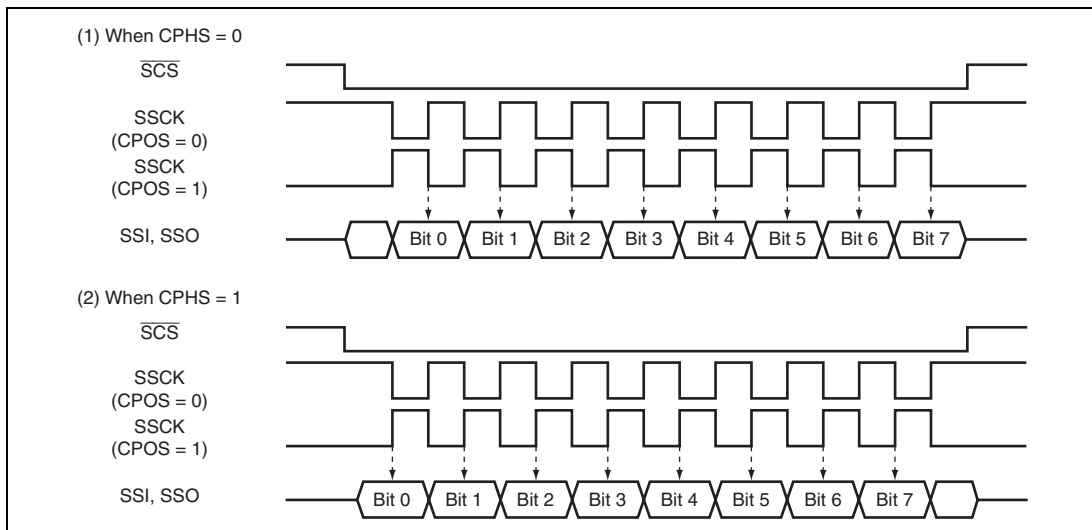 (1) When CPHS = 0
SCS
SSCK
(CPOS = 0)
SSCK
(CPOS = 1)
SSI, SSO
Bit 0 Bit 1 Bit 2 Bit 3 Bit 4 Bit 5 Bit 6 Bit 7
(2) When CPHS = 1
SCS
SSCK
(CPOS = 0)
SSCK
(CPOS = 1)
SSI, SSO
Bit 0 Bit 1 Bit 2 Bit 3 Bit 4 Bit 5 Bit 6 Bit 7